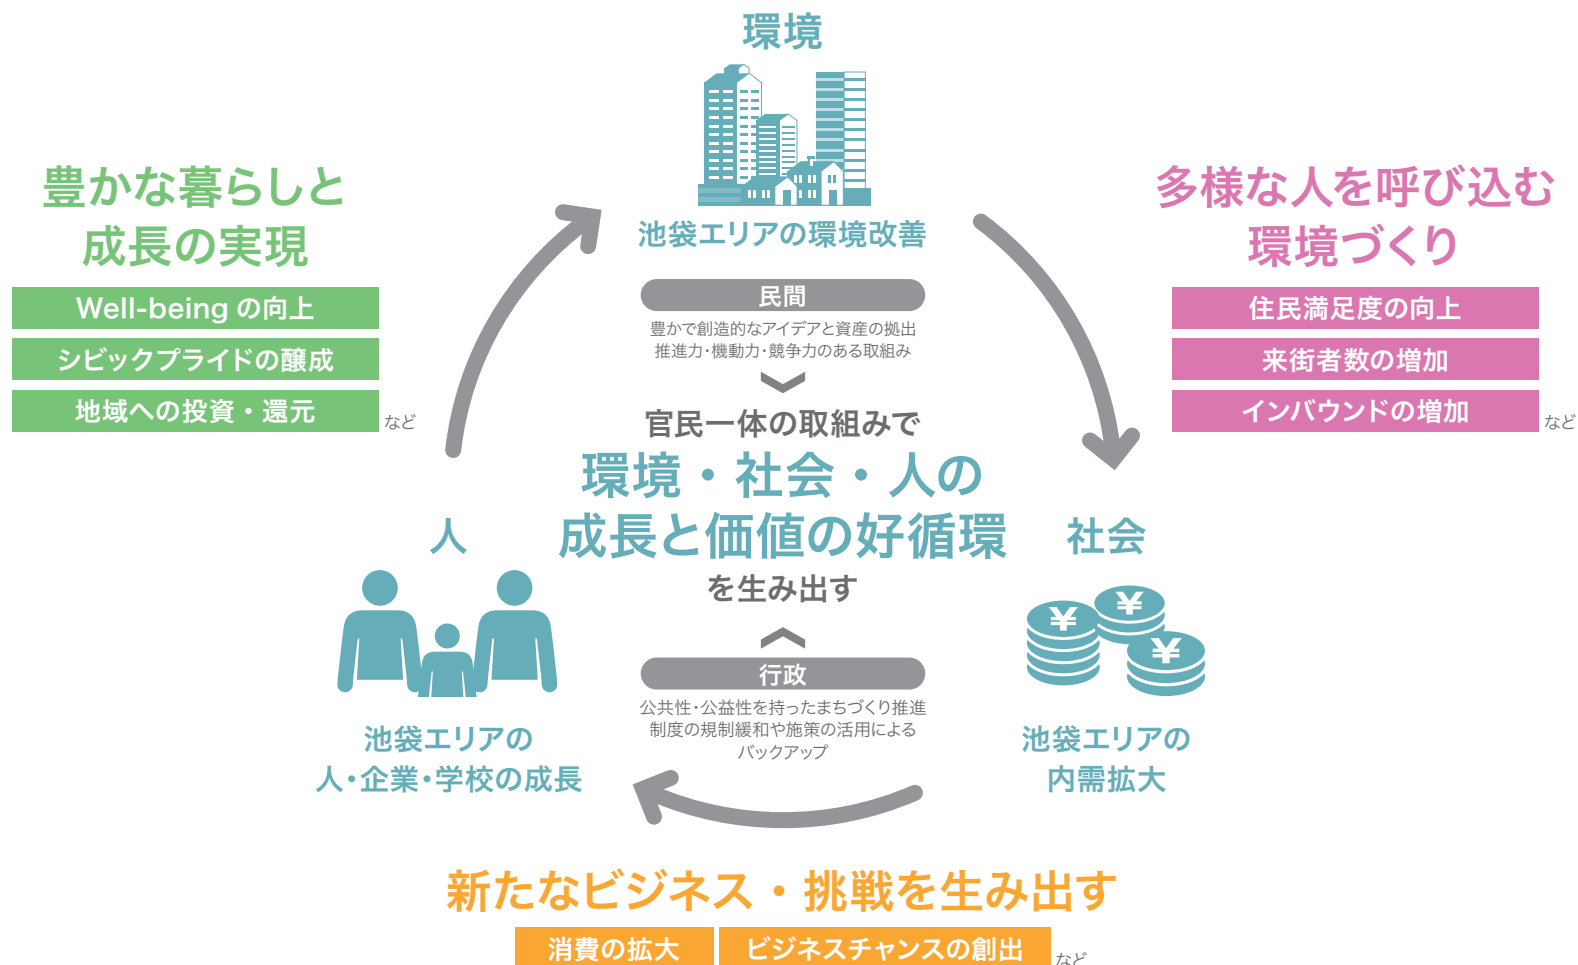 環境
池袋エリアの環境改善
豊かな暮らしと
成長の実現
Well-being の向上
シビックプライドの醸成
地域への投資・還元
など
多様な人を呼び込む
環境づくり
住民満足度の向上
来街者数の増加
インバウンドの増加
など
民間
豊かで創造的なアイデアと資産の拠出
推進力・機動力・競争力のある取組み
官民一体の取組みで
環境・社会・人の
成長と価値の好循環
を生み出す
行政
公共性・公益性を持ったまちづくり推進
制度の規制緩和や施策の活用による
バックアップ
人
池袋エリアの
人・企業・学校の成長
社会
¥
¥
¥
池袋エリアの
内需拡大
新たなビジネス・挑戦を生み出す
消費の拡大
ビジネスチャンスの創出
など